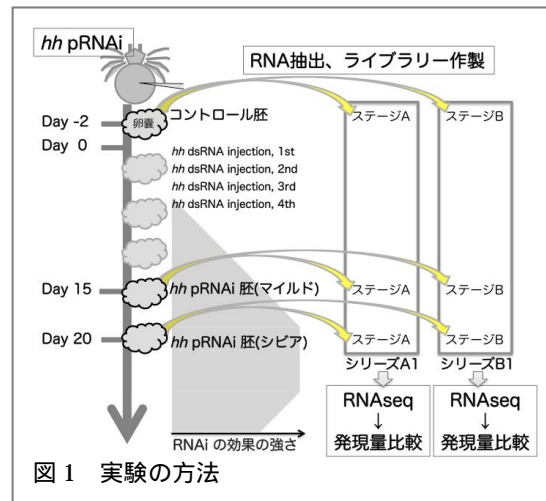 hh pRNAi
RNA抽出、ライブラリー作製
Day -2
卵嚢
コントロール胚
ステージA
ステージB
Day 0
hh dsRNA injection, 1st
hh dsRNA injection, 2nd
hh dsRNA injection, 3rd
hh dsRNA injection, 4th
Day 15
hh pRNAi 胚(マイルド)
ステージA
ステージB
Day 20
hh pRNAi 胚(シビア)
ステージA
ステージB
シリーズA1
シリーズB1
RNAseq
↓
発現量比較
RNAseq
↓
発現量比較
RNAi の効果の強さ
図 1 実験の方法